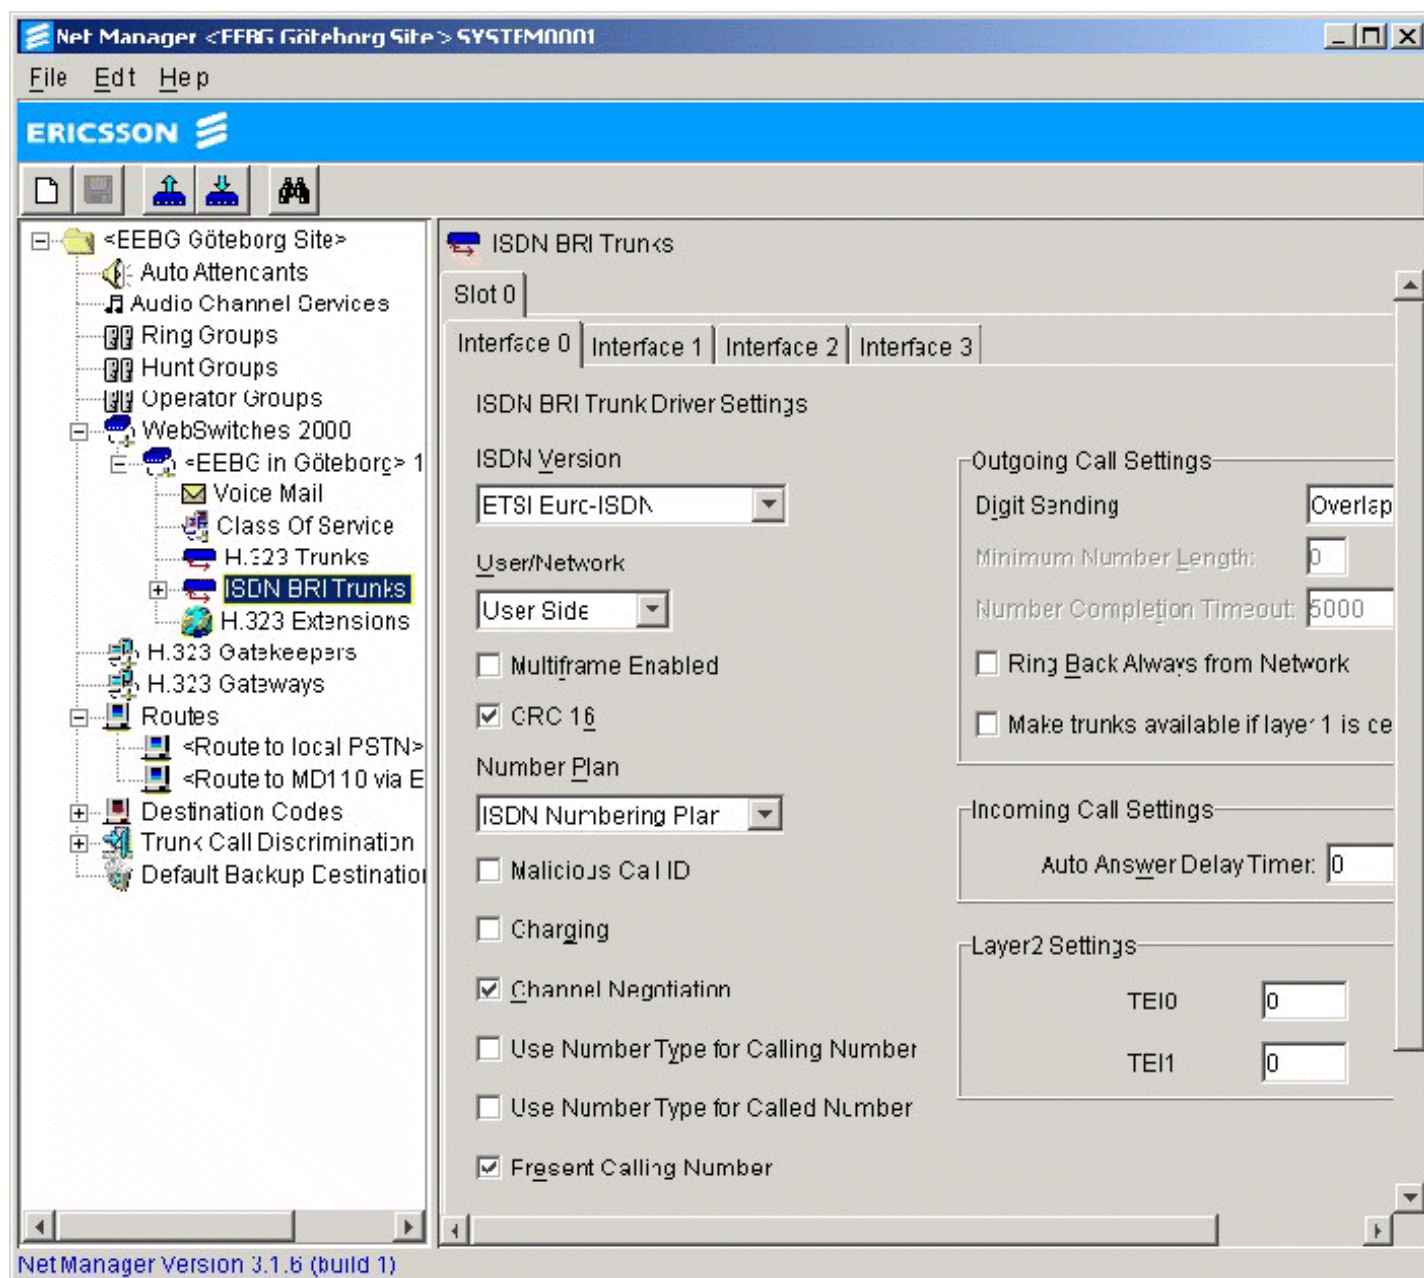 Net Manager <EEBG Göteborg Site> SYSTEM0001
File Edit Help
ERICSSON
<EEBG Göteborg Site>
Auto Attendants
Audio Channel Services
Ring Groups
Hunt Groups
Operator Groups
WebSwitches 2000
<EEBG in Göteborg> 1
Voice Mail
Class Of Service
H.323 Trunks
ISDN BRI Trunks
H.323 Extensions
H.323 Gatekeepers
H.323 Gateways
Routes
<Route to local PSTN>
<Route to MD110 via E
Destination Codes
Trunk Call Discrimination
Default Backup Destination
ISDN BRI Trunks
Slot 0
Interface 0 Interface 1 Interface 2 Interface 3
ISDN BRI Trunk Driver Settings
ISDN Version
ETSI Euro-ISDN
User/Network
User Side
Multiframe Enabled
CRC 16
Number Plan
ISDN Numbering Plan
Malicious Call ID
Charging
Channel Negotiation
Use Number Type for Calling Number
Use Number Type for Called Number
Present Calling Number
Outgoing Call Settings
Digit Sending Overlap
Minimum Number Length: 0
Number Completion Timeout: 5000
Ring Back Always from Network
Make trunks available if layer 1 is de
Incoming Call Settings
Auto Answer Delay Timer: 0
Layer2 Settings
TEI0 0
TEI1 0
Net Manager Version 3.1.6 (build 1)